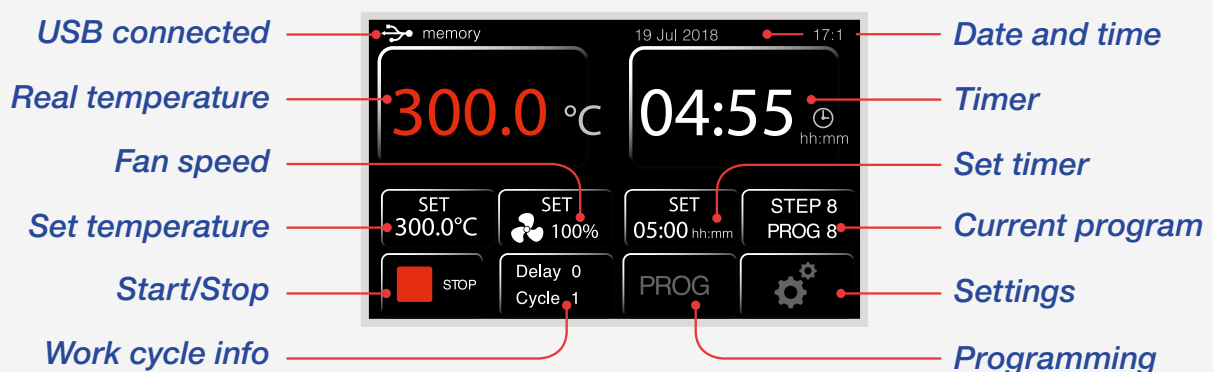 USB connected
Real temperature
Fan speed
Set temperature
Start/Stop
Work cycle info
memory
19 Jul 2018
17:1
300.0 °C
04:55
hh:mm
SET
300.0°C
SET
100%
SET
05:00 hh:mm
STEP 8
PROG 8
STOP
Delay 0
Cycle 1
PROG
Date and time
Timer
Set timer
Current program
Settings
Programming